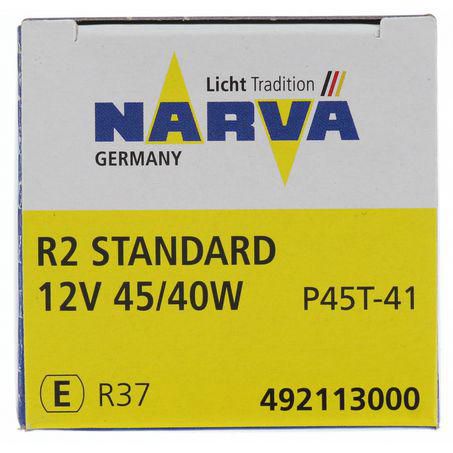 Licht Tradition
NARVA
GERMANY
R2 STANDARD
12V 45/40W P45T-41
E R37 492113000